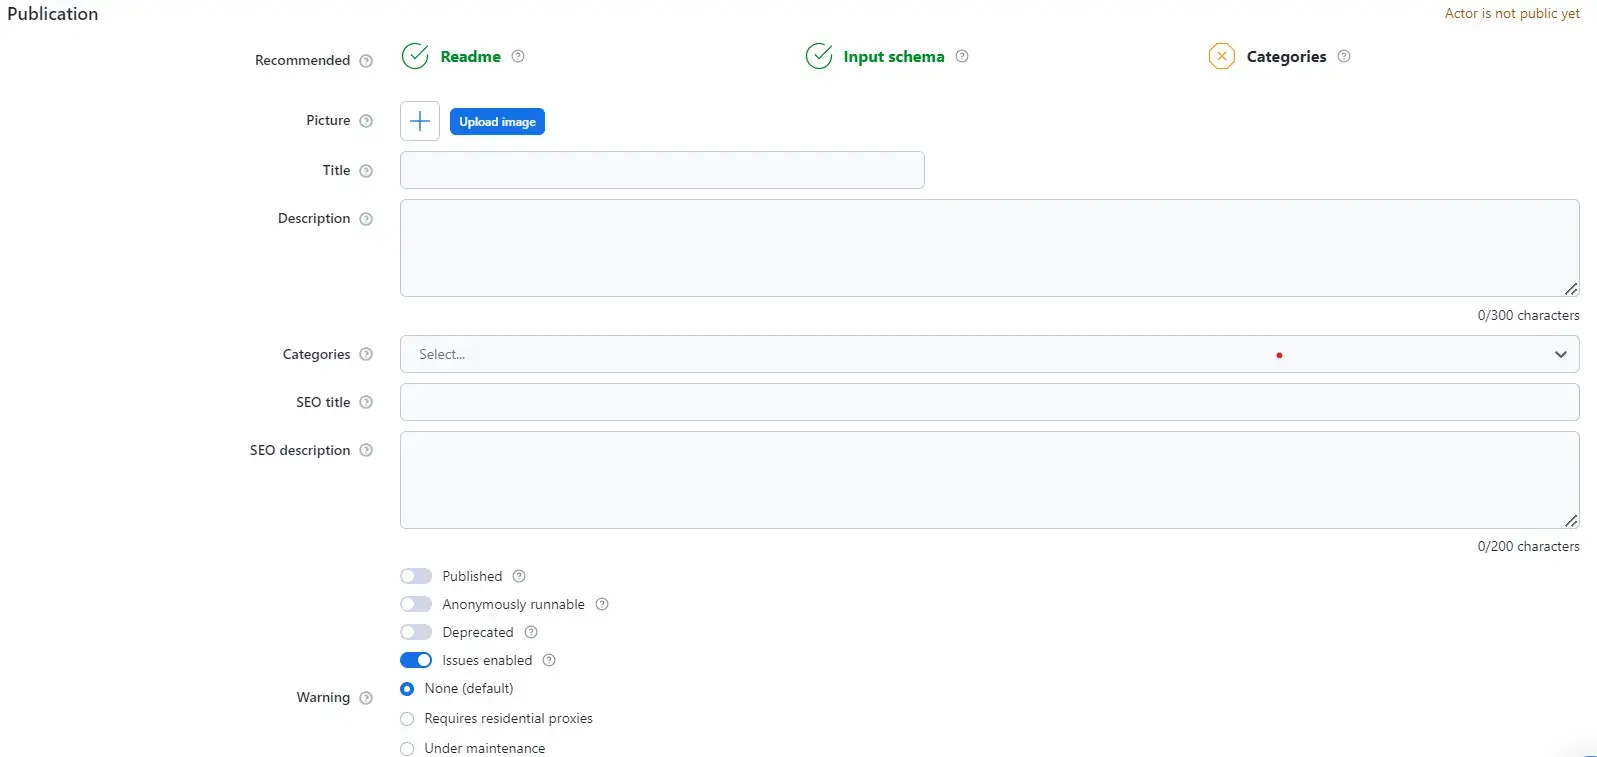 Publication
Actor is not public yet
Recommended
Readme
Input schema
Categories
Picture
Upload image
Title
Description
0/300 characters
Categories
Select...
SEO title
SEO description
0/200 characters
Published
Anonymously runnable
Deprecated
Issues enabled
Warning
None (default)
Requires residential proxies
Under maintenance